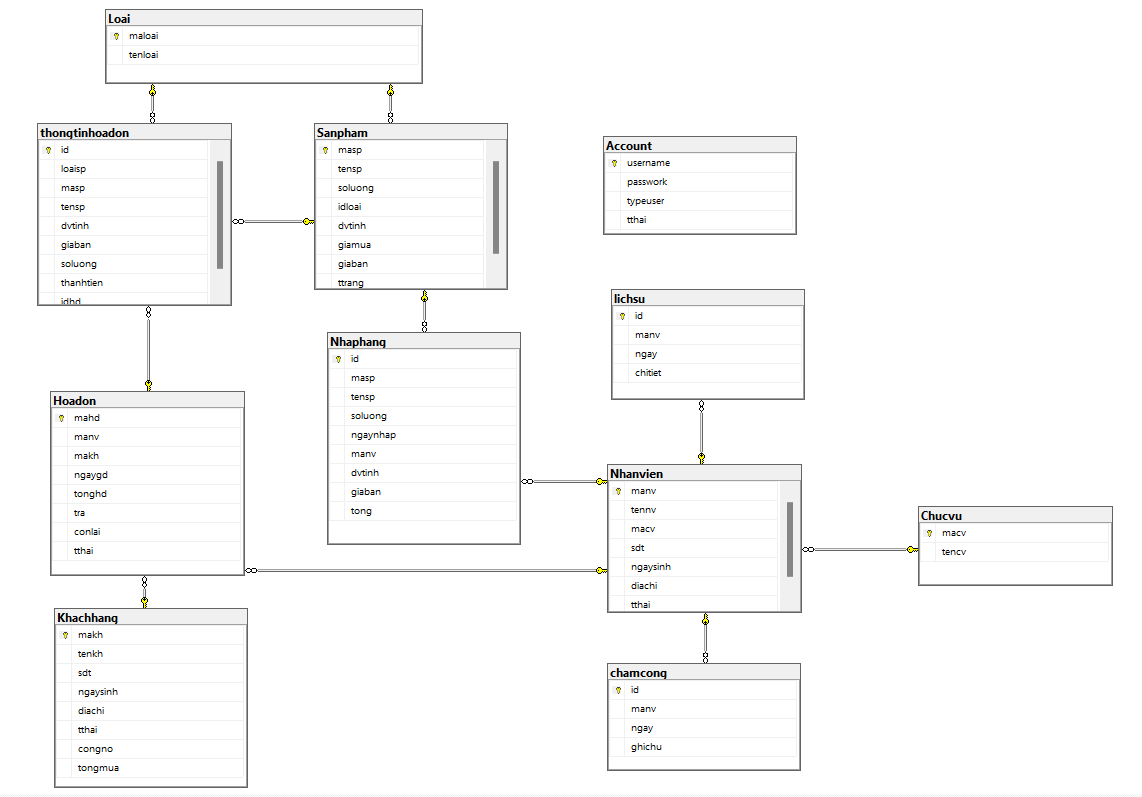 Loai
maloai
tenloai
thongtinhoadon
id
loaisp
masp
tensp
dvtinh
giaban
soluong
thanhtien
idhd
Sanpham
masp
tensp
soluong
idloai
dvtinh
giamua
giaban
ttrang
Account
username
passwork
typeuser
tthai
lichsu
id
manv
ngay
chitiet
Nhaphang
id
masp
tensp
soluong
ngaynhap
manv
dvtinh
giaban
tong
Hoadon
mahd
manv
makh
ngaygd
tonghd
tra
conlai
tthai
Nhanvien
manv
tennv
macv
sdt
ngaysinh
diachi
tthai
Chucvu
macv
tencv
Khachhang
makh
tenkh
sdt
ngaysinh
diachi
tthai
congno
tongmua
chamcong
id
manv
ngay
ghichu